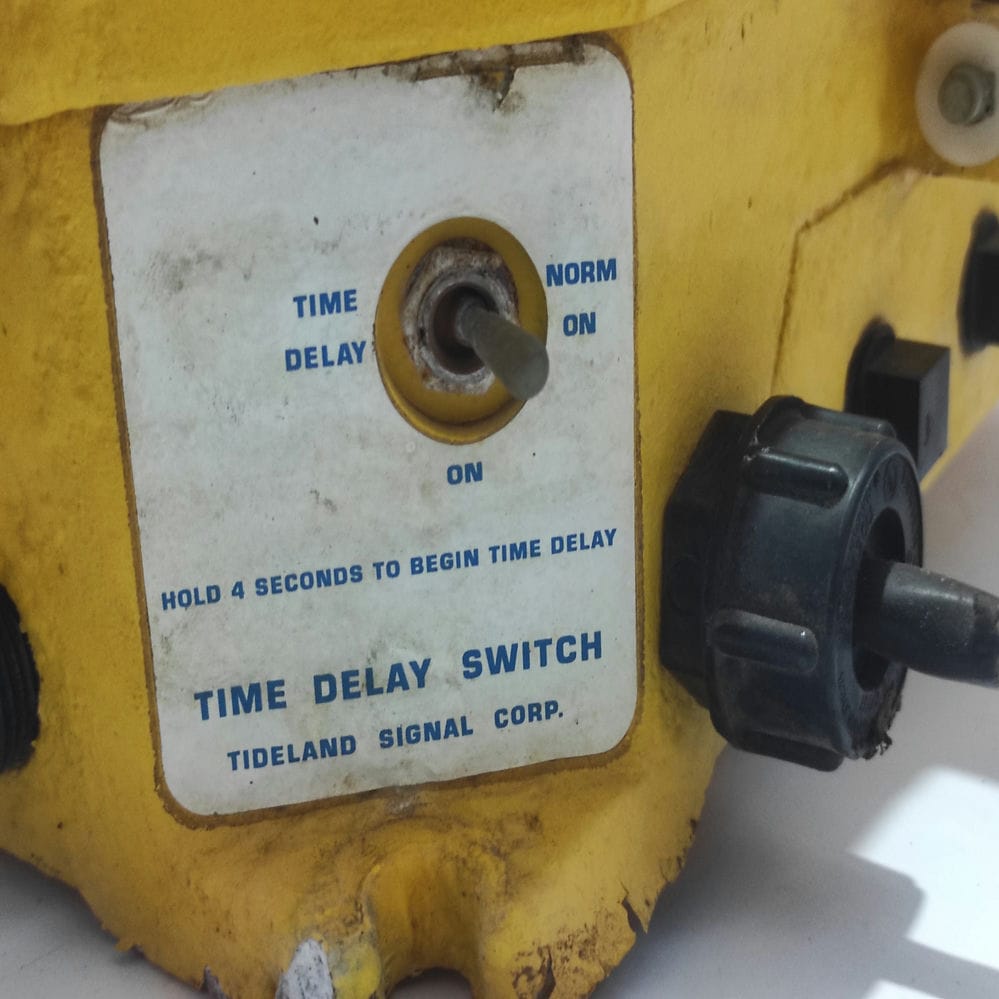 TIME DELAY
NORM ON
ON
HOLD 4 SECONDS TO BEGIN TIME DELAY
TIME DELAY SWITCH
TIDELAND SIGNAL CORP.